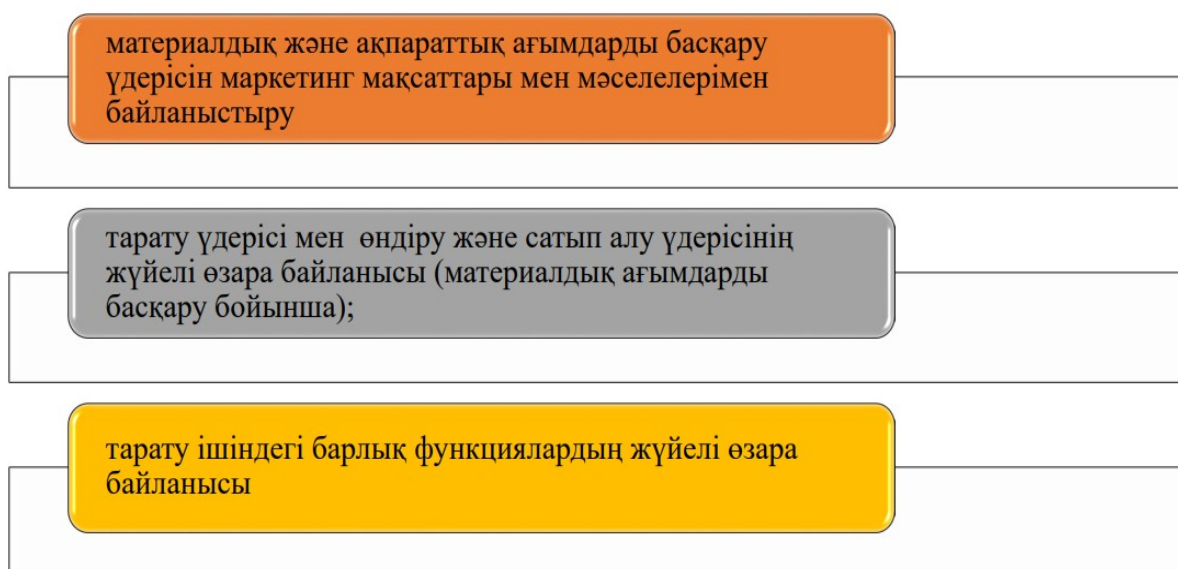 материалдық және ақпараттық ағымдарды басқару
үдерісін маркетинг мақсаттары мен мәселелерімен
байланыстыру
тарату үдерісі мен өндіру және сатып алу үдерісінің
жүйелі өзара байланысы (материалдық ағымдарды
басқару бойынша);
тарату ішіндегі барлық функциялардың жүйелі өзара
байланысы